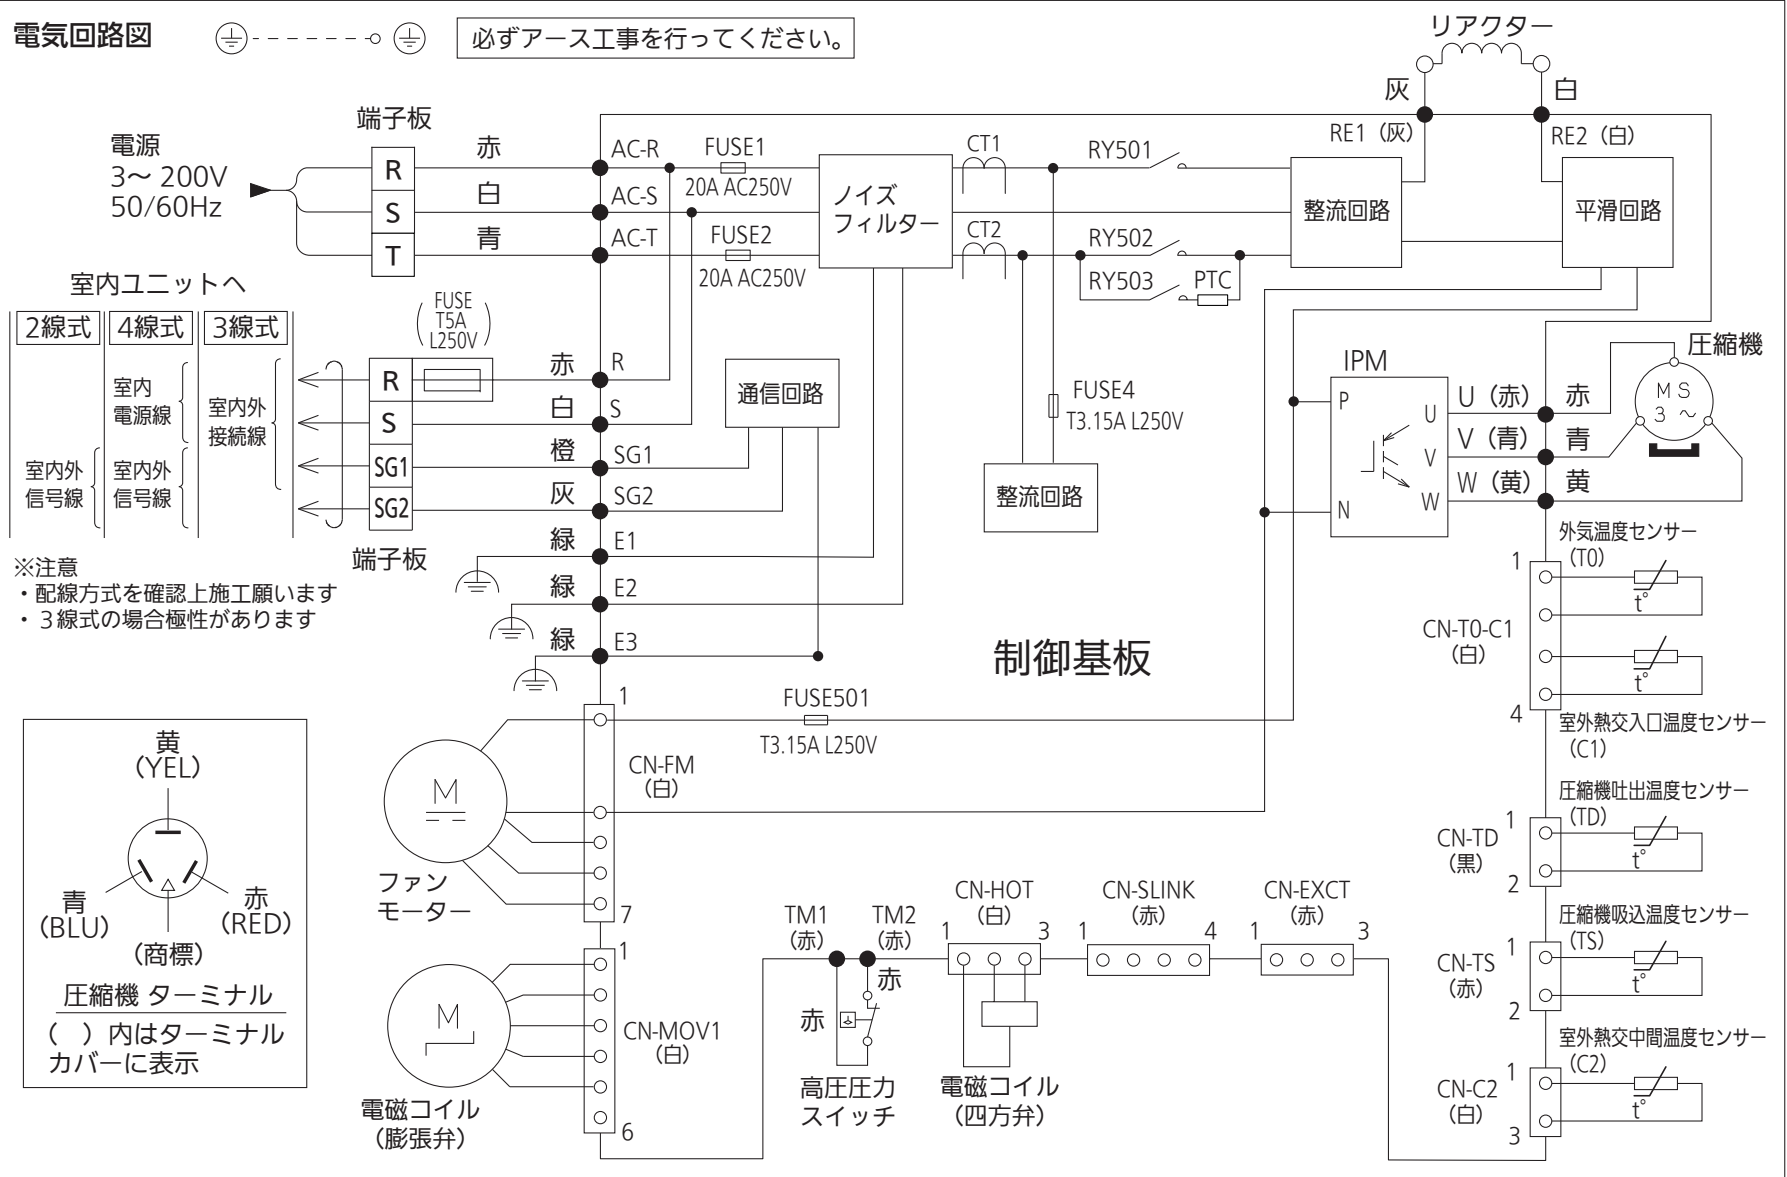 電気回路図
必ずアース工事を行ってください。
リアクター
灰
白
RE1（灰）
RE2（白）
電源
3～ 200V
50/60Hz
端子板
R
S
T
赤
白
青
AC-R
AC-S
AC-T
FUSE1
20A AC250V
FUSE2
20A AC250V
ノイズ
フィルター
CT1
CT2
RY501
RY502
RY503
PTC
整流回路
平滑回路
室内ユニットへ
2線式
4線式
3線式
室内
電源線
室内外
接続線
室内外
信号線
室内外
信号線
FUSE
T5A
L250V
R
S
SG1
SG2
端子板
赤
白
橙
灰
緑
緑
緑
R
S
SG1
SG2
E1
E2
E3
通信回路
FUSE4
T3.15A L250V
整流回路
IPM
P
N
U
V
W
U（赤）
V（青）
W（黄）
赤
青
黄
圧縮機
MS
3～
※注意
・配線方式を確認上施工願います
・３線式の場合極性があります
制御基板
外気温度センサー
(T0)
1
t°
CN-T0-C1
（白）
t°
4
室外熱交入口温度センサー
(C1)
圧縮機吐出温度センサー
(TD)
1
CN-TD
（黒）
2
t°
圧縮機吸込温度センサー
(TS)
1
CN-TS
（赤）
2
t°
室外熱交中間温度センサー
(C2)
1
CN-C2
（白）
3
t°
1
FUSE501
T3.15A L250V
CN-FM
（白）
7
M
ファン
モーター
1
CN-MOV1
（白）
6
M
電磁コイル
（膨張弁）
TM1
（赤）
TM2
（赤）
赤
赤
高圧圧力
スイッチ
CN-HOT
（白）
1
3
電磁コイル
（四方弁）
CN-SLINK
（赤）
1
4
CN-EXCT
（赤）
1
3
黄
(YEL)
青
(BLU)
赤
(RED)
（商標）
圧縮機 ターミナル
（　）内はターミナル
カバーに表示